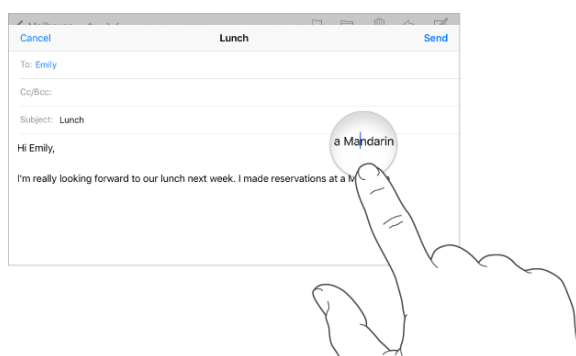 Cancel Lunch Send
To: Emily
Cc/Bcc:
Subject: Lunch
a Mandarin
Hi Emily,
I'm really looking forward to our lunch next week. I made reservations at a